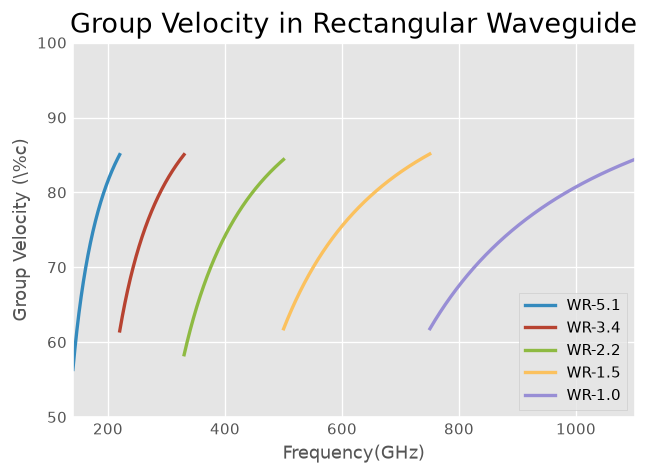 Group Velocity in Rectangular Waveguide
100
90
80
70
60
50
Group Velocity (\\%c)
200 400 600 800 1000
Frequency(GHz)
WR-5.1
WR-3.4
WR-2.2
WR-1.5
WR-1.0